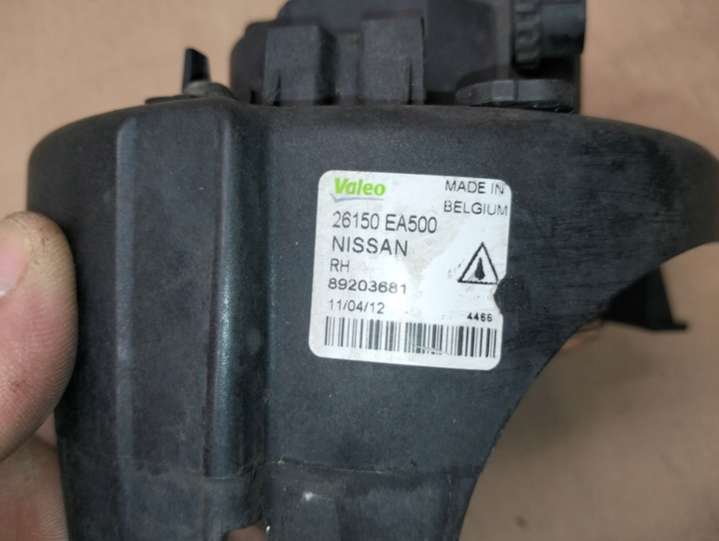 Valeo
MADE IN
BELGIUM
26150 EA500
NISSAN
RH
89203681
11/04/12
4466